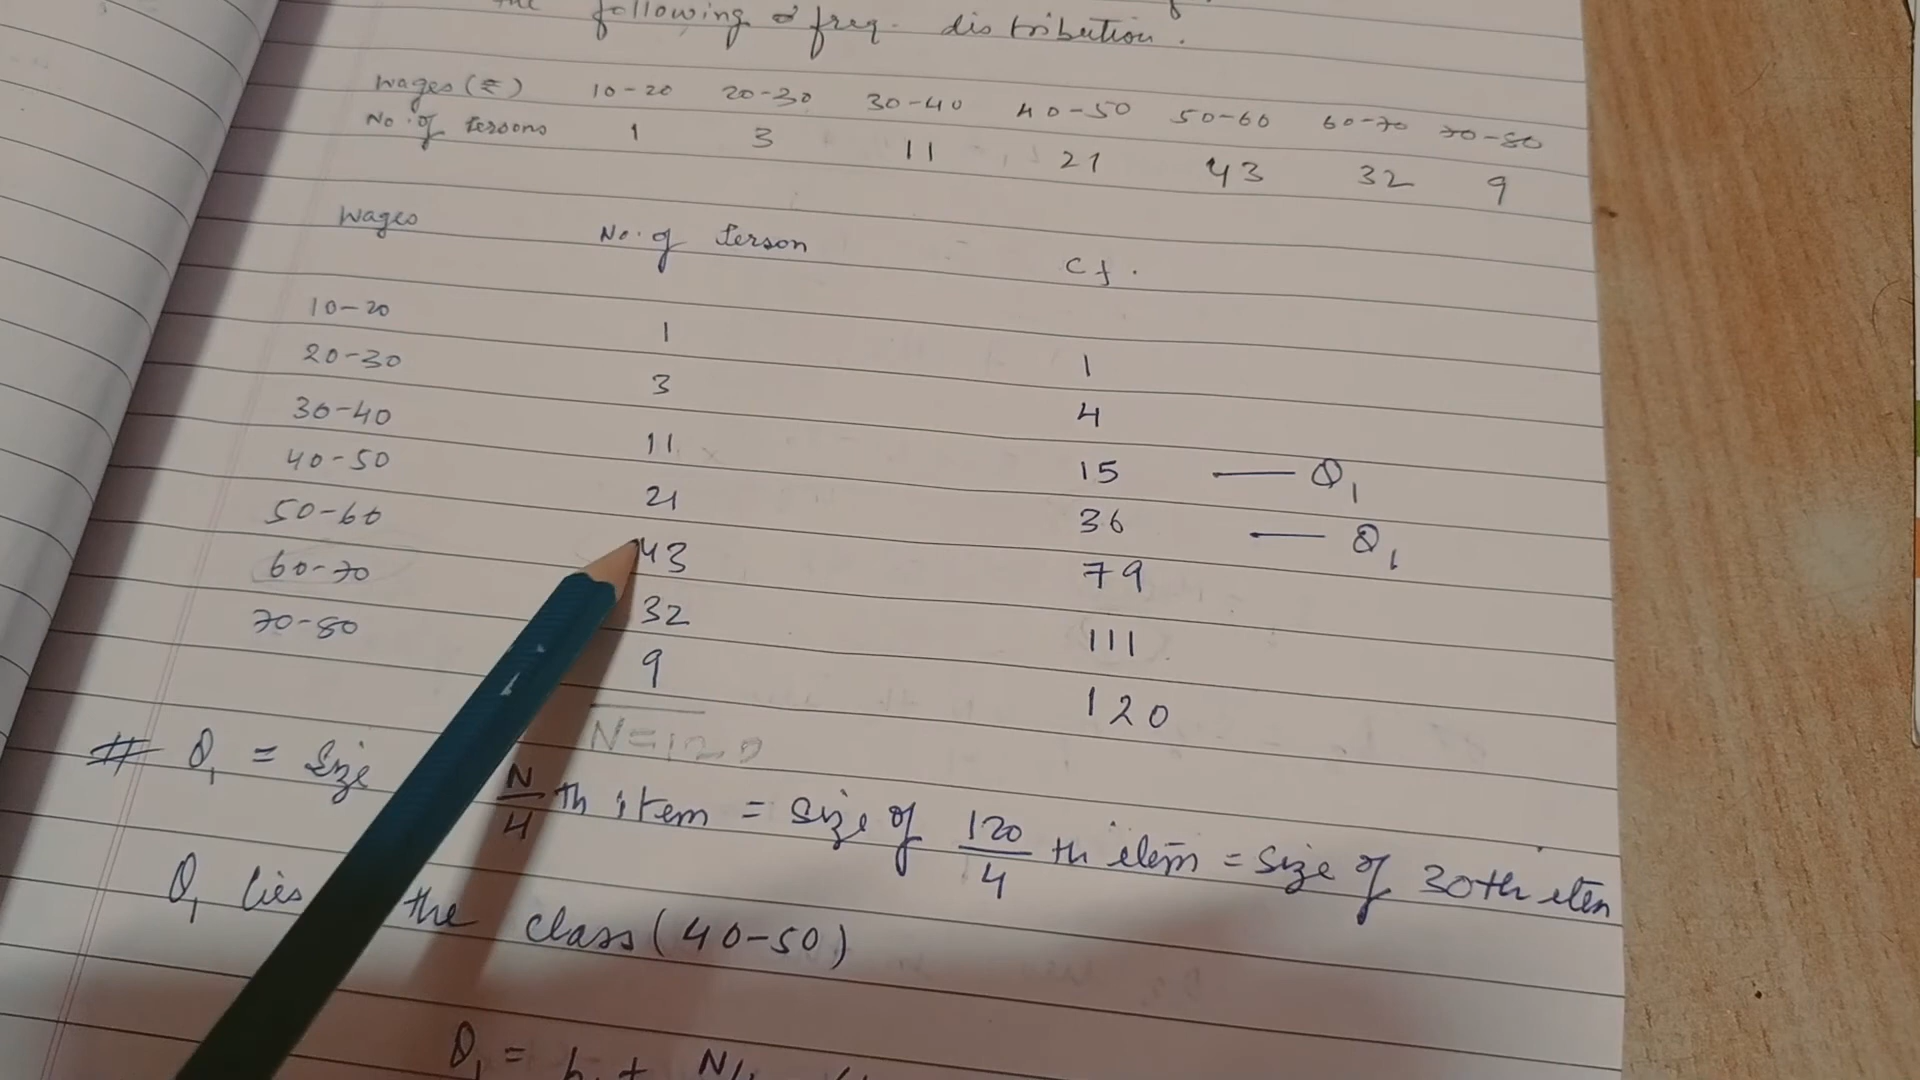 the following freq. distribution.
Wages (₹) 10-20 20-30 30-40 40-50 50-60 60-70 70-80
No. of Persons 1 3 11 21 43 32 9
Wages No. of Person Cf.
10-20 1 1
20-30 3 4
30-40 11 15 — Q1
40-50 21 36 — Q1
50-60 43 79
60-70 32 111
70-80 9 120
N=120
# Q1 = Size N/4 th item = Size of 120/4 th item = Size of 30th item
Q1 lies the class (40-50)
Q1 =